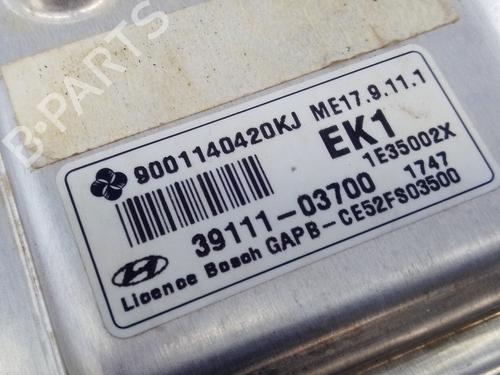 B-PARTS
9001140420KJ ME17.9.11.1
EK1
1E35002X
39111-03700 1747
Licence Bosch GAPB-CE52FS03500